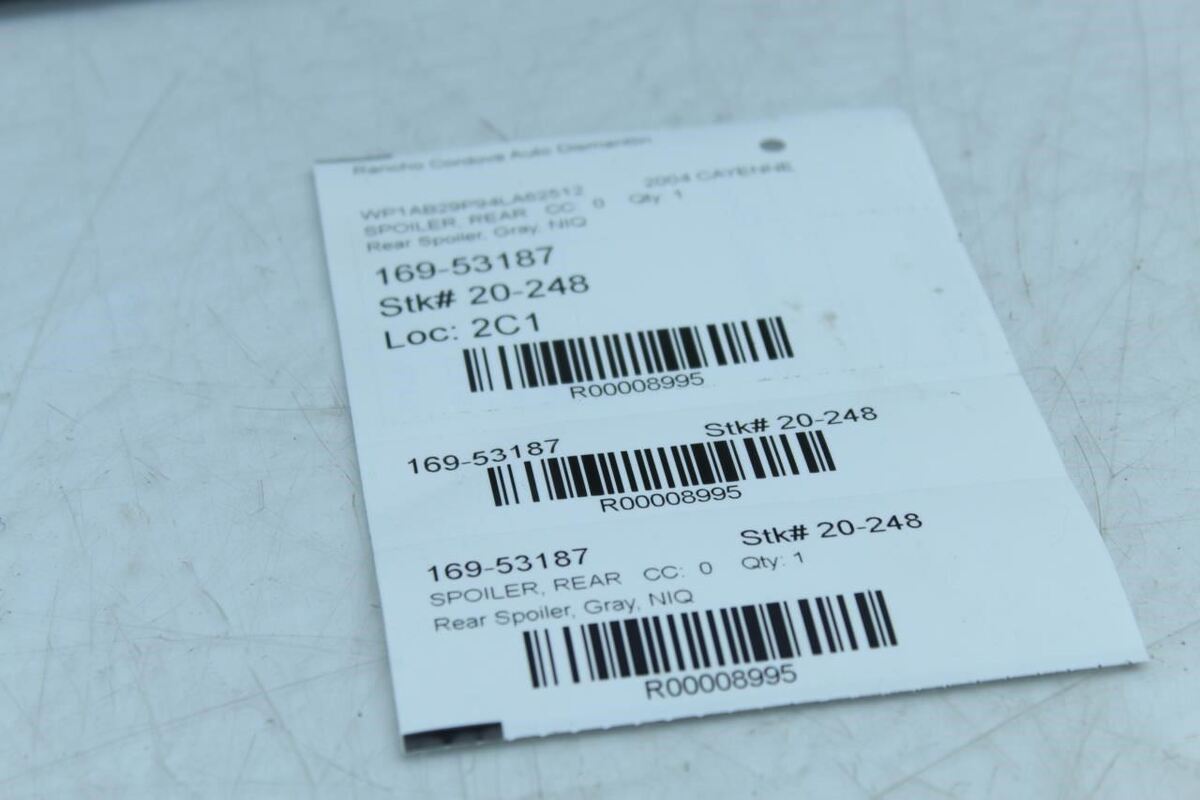 Rancho Cordova Auto Dismantlin
WP1AB29P94LA62512 2004 CAYENNE
SPOILER, REAR CC: 0 Qty: 1
Rear Spoiler, Gray, NIQ
169-53187
Stk# 20-248
Loc: 2C1
R00008995
169-53187 Stk# 20-248
R00008995
169-53187 Stk# 20-248
SPOILER, REAR CC: 0 Qty: 1
Rear Spoiler, Gray, NIQ
R00008995